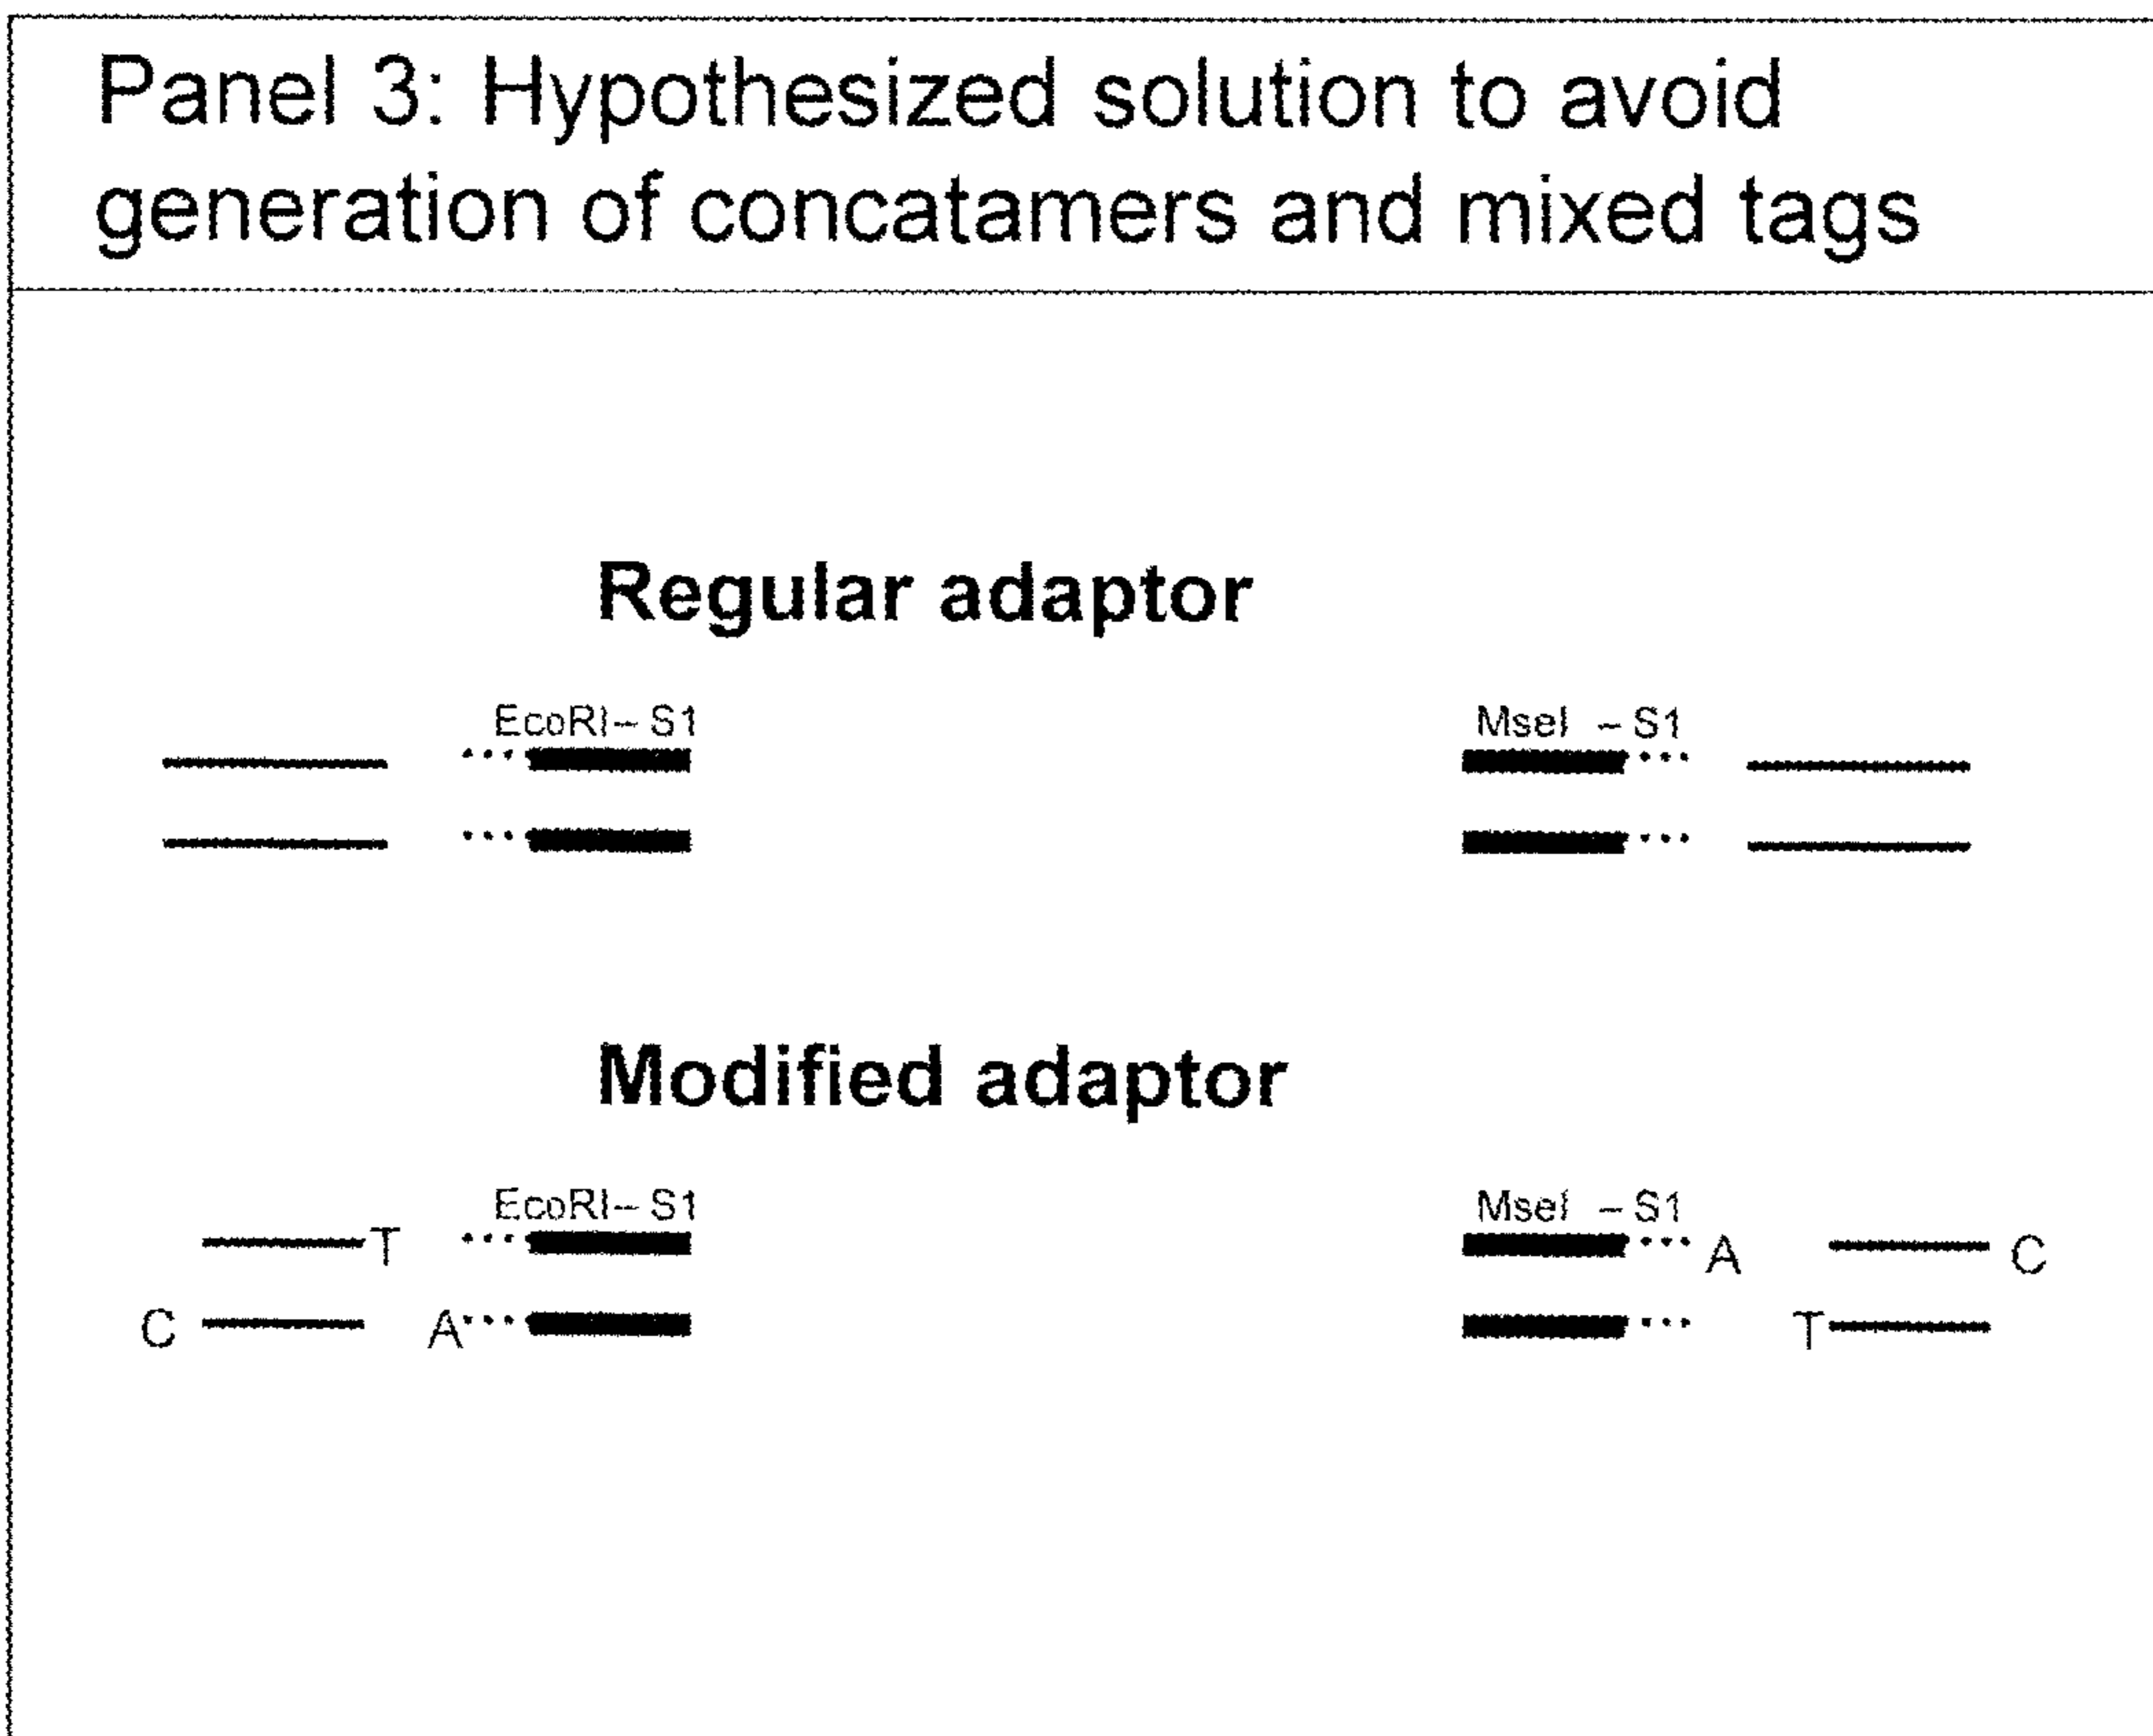 Panel 3: Hypothesized solution to avoid
generation of concatamers and mixed tags
Regular adaptor
EcoRI – S1
MseI – S1
Modified adaptor
EcoRI – S1
MseI – S1
T
A
C
C
A
T